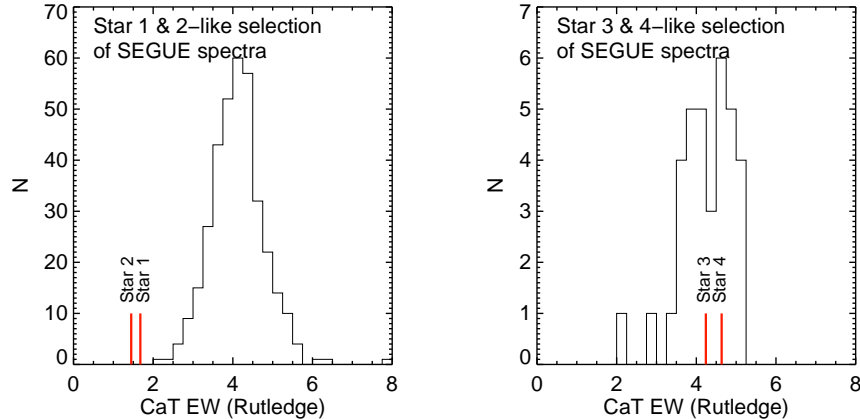 Star 1 & 2−like selection
of SEGUE spectra
70
60
50
40
30
20
10
0
N
Star 2
Star 1
0 2 4 6 8
CaT EW (Rutledge)
Star 3 & 4−like selection
of SEGUE spectra
7
6
5
4
3
2
1
0
N
Star 3
Star 4
0 2 4 6 8
CaT EW (Rutledge)